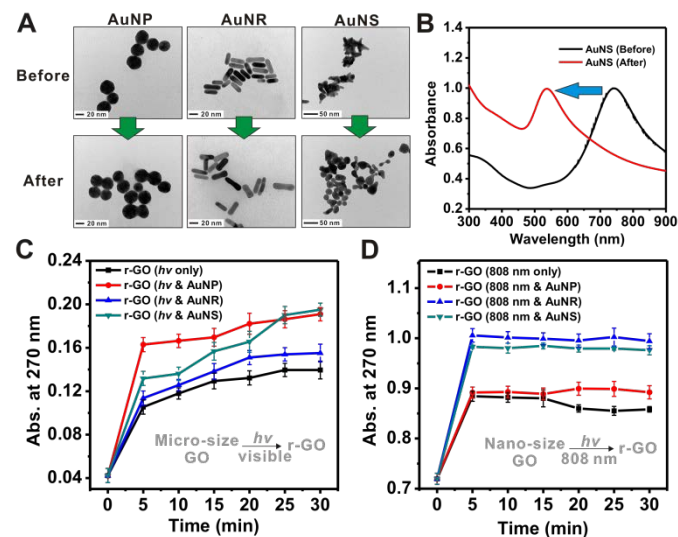 A
AuNP
AuNR
AuNS
Before
20 nm
20 nm
50 nm
After
20 nm
20 nm
50 nm
B
AuNS (Before)
AuNS (After)
Absorbance
1.4
1.2
1.0
0.8
0.6
0.4
0.2
300 400 500 600 700 800 900
Wavelength (nm)
C
r-GO (hv only)
r-GO (hv & AuNP)
r-GO (hv & AuNR)
r-GO (hv & AuNS)
Abs. at 270 nm
0.24
0.20
0.16
0.12
0.08
0.04
Micro-size GO
hv
visible
r-GO
0 5 10 15 20 25 30
Time (min)
D
r-GO (808 nm only)
r-GO (808 nm & AuNP)
r-GO (808 nm & AuNR)
r-GO (808 nm & AuNS)
Abs. at 270 nm
1.1
1.0
0.9
0.8
0.7
Nano-size GO
hv
808 nm
r-GO
0 5 10 15 20 25 30
Time (min)